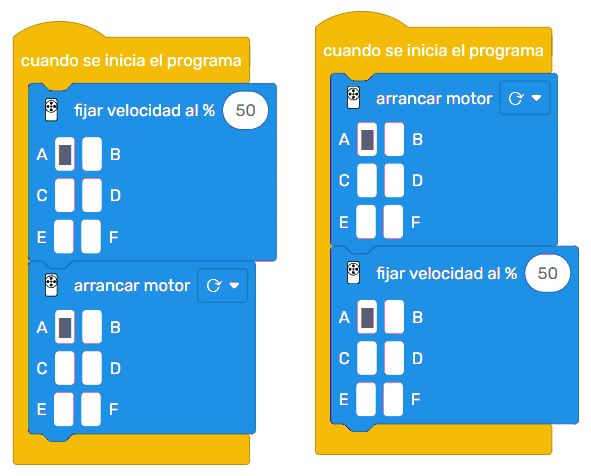 cuando se inicia el programa
fijar velocidad al % 50
A B
C D
E F
arrancar motor
A B
C D
E F
cuando se inicia el programa
arrancar motor
A B
C D
E F
fijar velocidad al % 50
A B
C D
E F